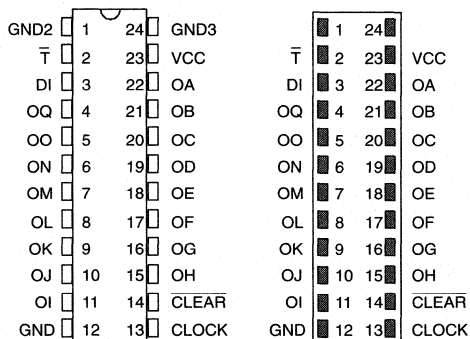 GND2 1 24 GND3 1 24
T̅ 2 23 VCC T̅ 2 23 VCC
DI 3 22 OA DI 3 22 OA
OQ 4 21 OB OQ 4 21 OB
OO 5 20 OC OO 5 20 OC
ON 6 19 OD ON 6 19 OD
OM 7 18 OE OM 7 18 OE
OL 8 17 OF OL 8 17 OF
OK 9 16 OG OK 9 16 OG
OJ 10 15 OH OJ 10 15 OH
OI 11 14 C̅L̅E̅A̅R̅ OI 11 14 C̅L̅E̅A̅R̅
GND 12 13 CLOCK GND 12 13 CLOCK